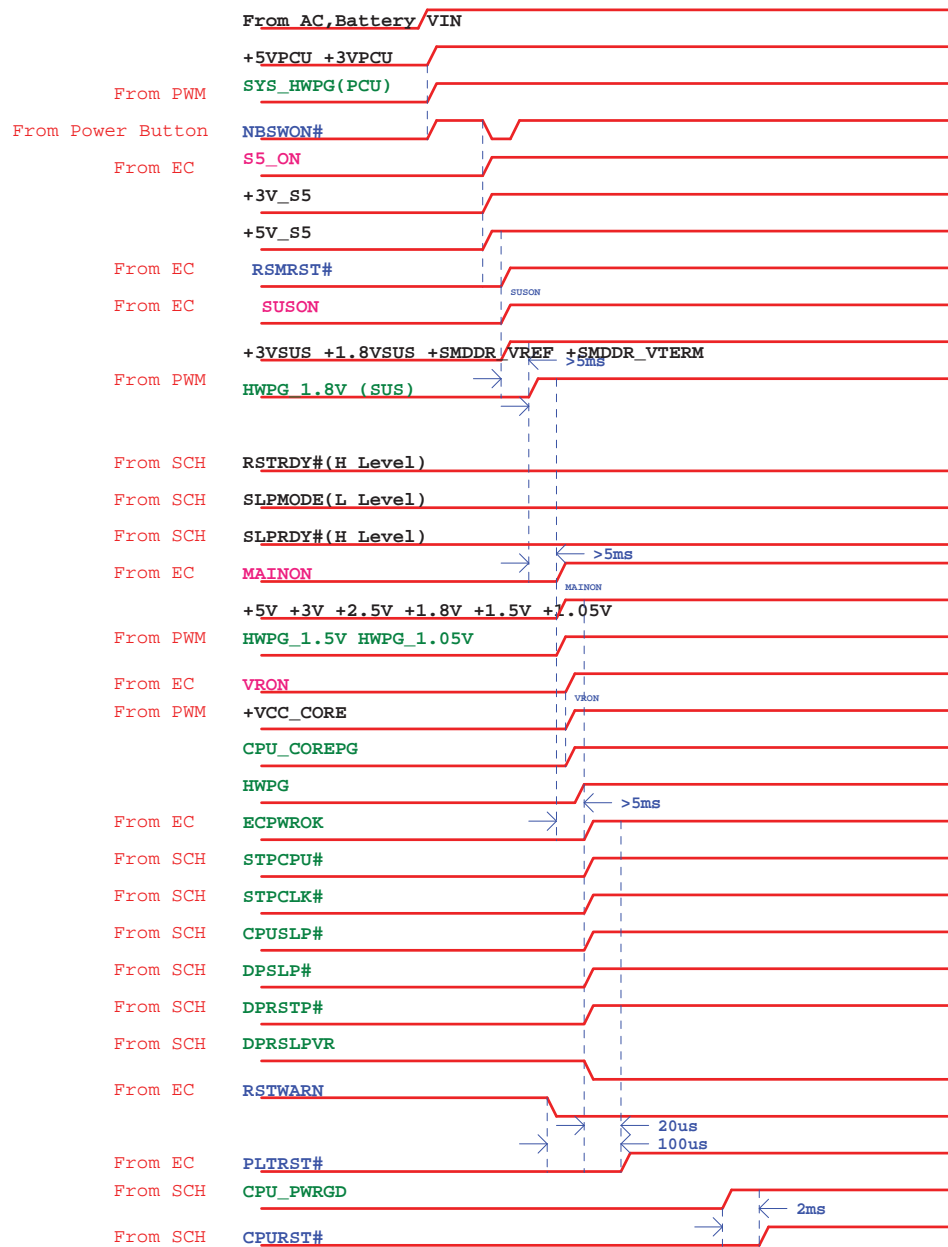 From AC,Battery VIN
+5VPCU +3VPCU
From PWM SYS_HWPG(PCU)
From Power Button NBSWON#
From EC S5_ON
+3V_S5
+5V_S5
From EC RSMRST#
SUSON
From EC SUSON
+3VSUS +1.8VSUS +SMDDR_VREF +SMDDR_VTERM
>5ms
From PWM HWPG_1.8V (SUS)
From SCH RSTRDY#(H Level)
From SCH SLPMODE(L Level)
From SCH SLPRDY#(H Level)
>5ms
From EC MAINON
MAINON
+5V +3V +2.5V +1.8V +1.5V +1.05V
From PWM HWPG_1.5V HWPG_1.05V
From EC VRON
VRON
From PWM +VCC_CORE
CPU_COREPG
HWPG
>5ms
From EC ECPWROK
From SCH STPCPU#
From SCH STPCLK#
From SCH CPUSLP#
From SCH DPSLP#
From SCH DPRSTP#
From SCH DPRSLPVR
From EC RSTWARN
20us
100us
From EC PLTRST#
From SCH CPU_PWRGD
2ms
From SCH CPURST#